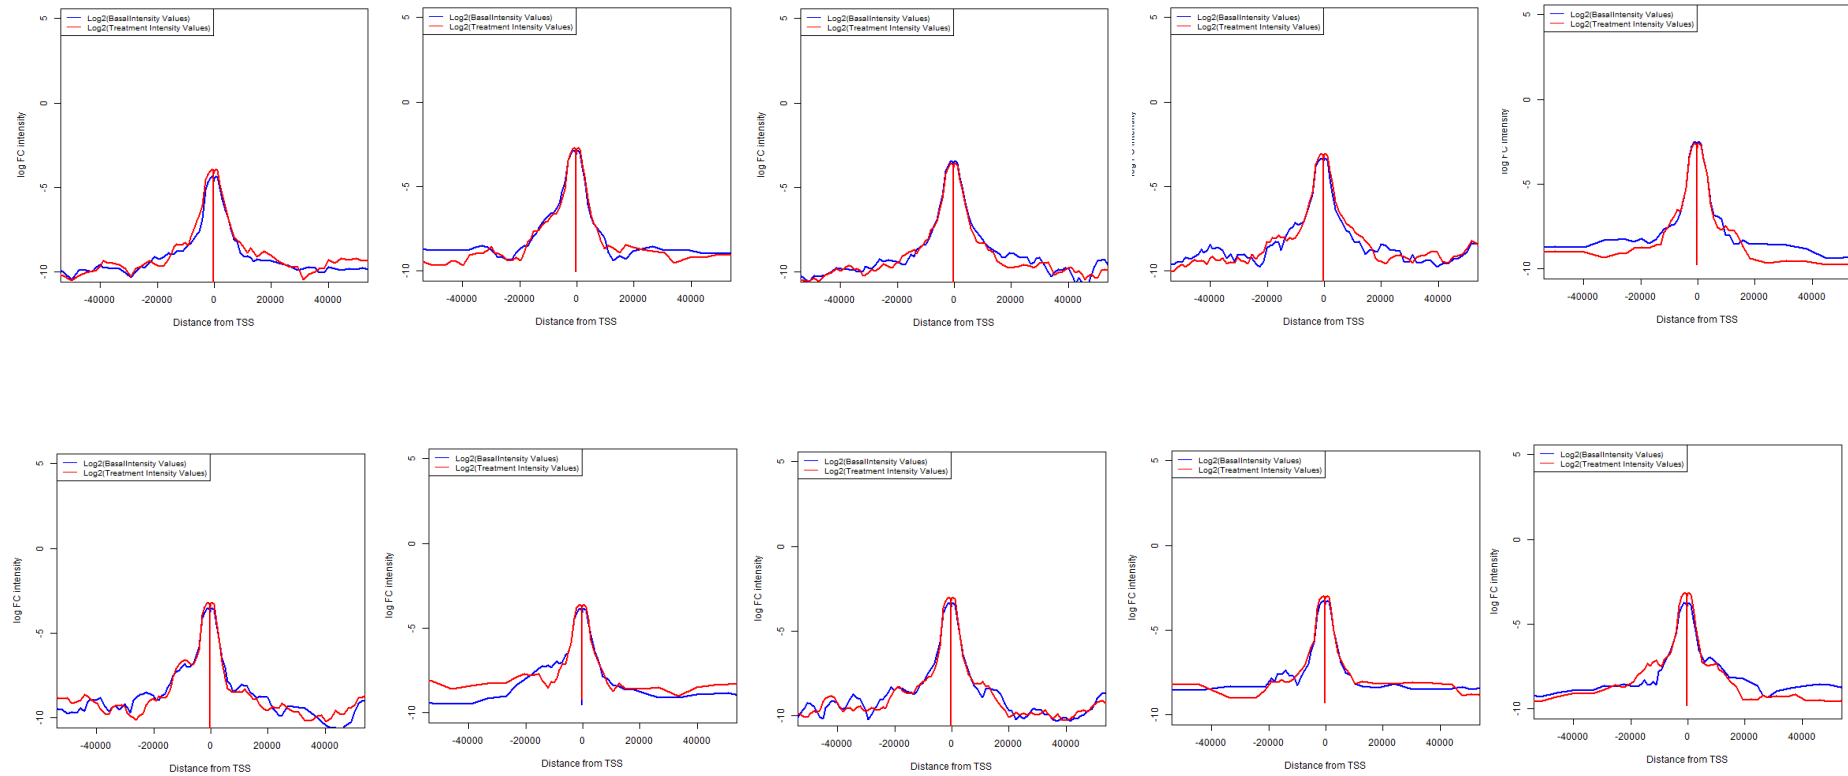 Log2(BasalIntensity Values)
Log2(Treatment Intensity Values)
log FC intensity
5
0
-5
-10
-40000 -20000 0 20000 40000
Distance from TSS
Log2(BasalIntensity Values)
Log2(Treatment Intensity Values)
5
0
-5
-10
-40000 -20000 0 20000 40000
Distance from TSS
Log2(BasalIntensity Values)
Log2(Treatment Intensity Values)
log FC intensity
5
0
-5
-10
-40000 -20000 0 20000 40000
Distance from TSS
Log2(BasalIntensity Values)
Log2(Treatment Intensity Values)
intensity
5
0
-5
-10
-40000 -20000 0 20000 40000
Distance from TSS
Log2(BasalIntensity Values)
Log2(Treatment Intensity Values)
intensity
5
0
-5
-10
-40000 -20000 0 20000 40000
Distance from TSS
Log2(BasalIntensity Values)
Log2(Treatment Intensity Values)
log FC intensity
5
0
-5
-10
-40000 -20000 0 20000 40000
Distance from TSS
Log2(BasalIntensity Values)
Log2(Treatment Intensity Values)
log FC intensity
5
0
-5
-10
-40000 -20000 0 20000 40000
Distance from TSS
Log2(BasalIntensity Values)
Log2(Treatment Intensity Values)
log FC intensity
5
0
-5
-10
-40000 -20000 0 20000 40000
Distance from TSS
Log2(BasalIntensity Values)
Log2(Treatment Intensity Values)
log FC intensity
5
0
-5
-10
-40000 -20000 0 20000 40000
Distance from TSS
Log2(BasalIntensity Values)
Log2(Treatment Intensity Values)
log FC intensity
5
0
-5
-10
-40000 -20000 0 20000 40000
Distance from TSS